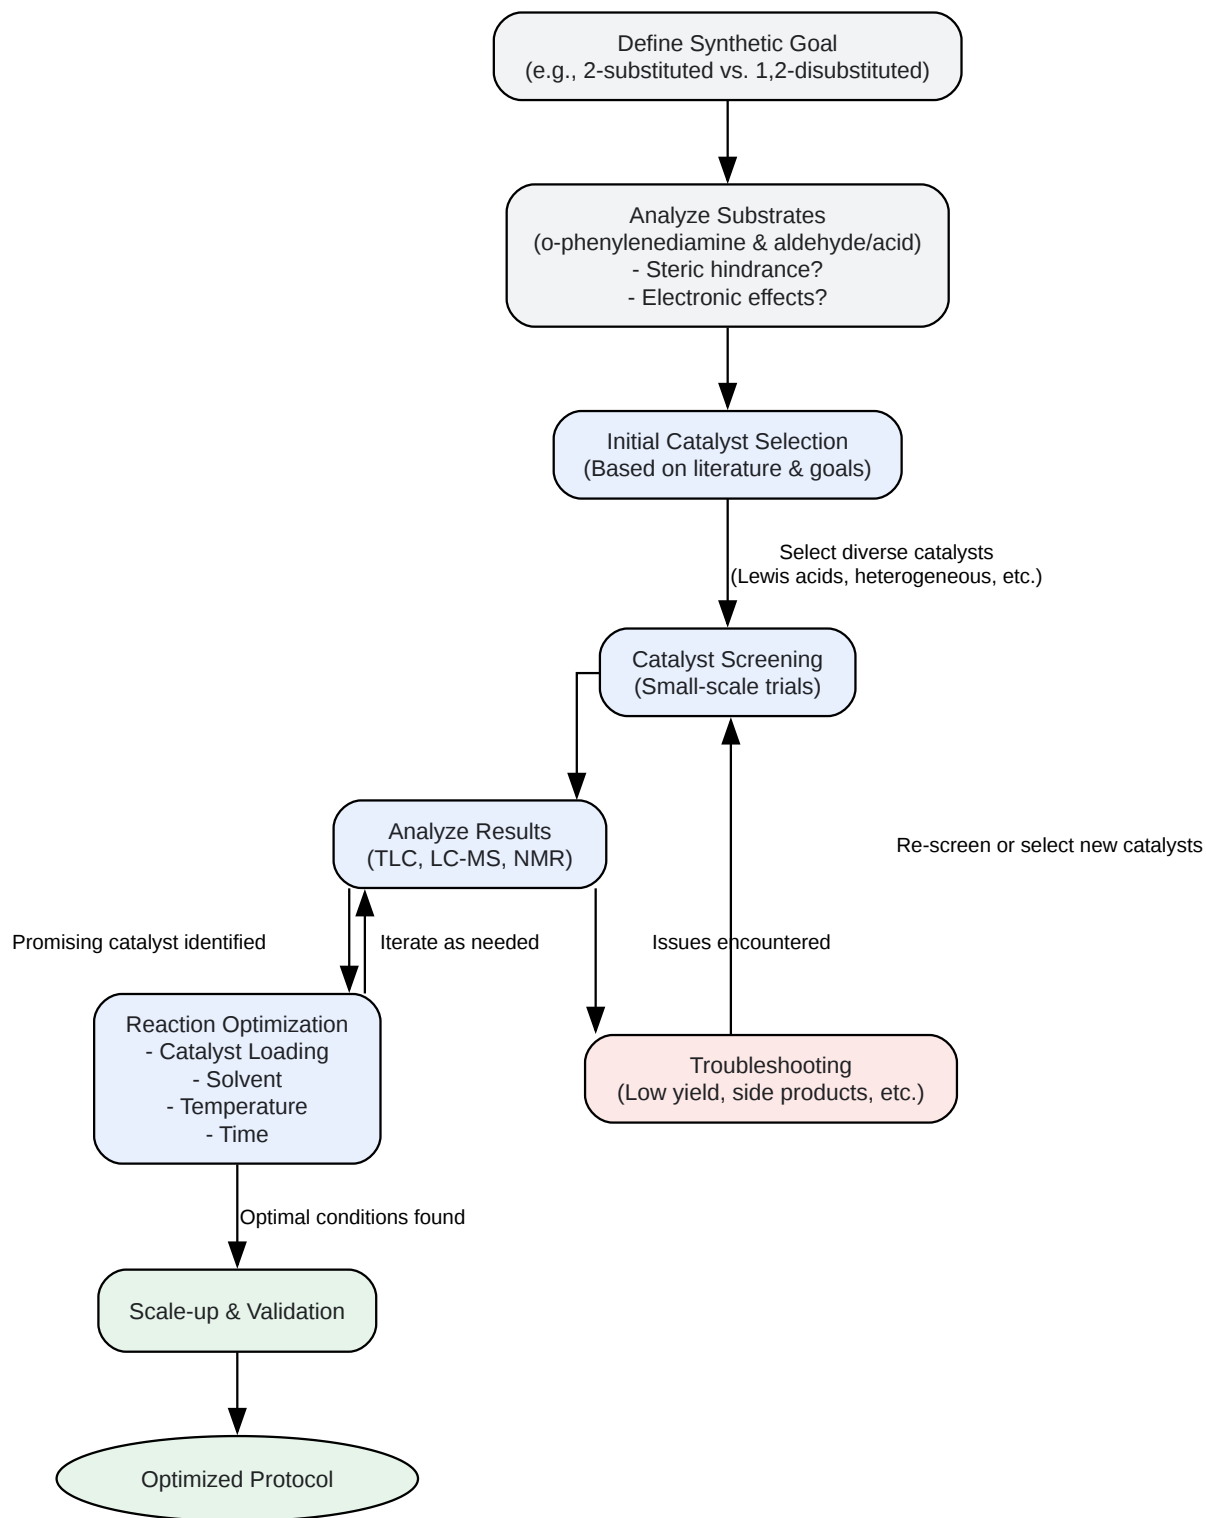 Define Synthetic Goal
(e.g., 2-substituted vs. 1,2-disubstituted)
Analyze Substrates
(o-phenylenediamine & aldehyde/acid)
- Steric hindrance?
- Electronic effects?
Initial Catalyst Selection
(Based on literature & goals)
Select diverse catalysts
(Lewis acids, heterogeneous, etc.)
Catalyst Screening
(Small-scale trials)
Analyze Results
(TLC, LC-MS, NMR)
Re-screen or select new catalysts
Promising catalyst identified
Iterate as needed
Issues encountered
Reaction Optimization
- Catalyst Loading
- Solvent
- Temperature
- Time
Troubleshooting
(Low yield, side products, etc.)
Optimal conditions found
Scale-up & Validation
Optimized Protocol